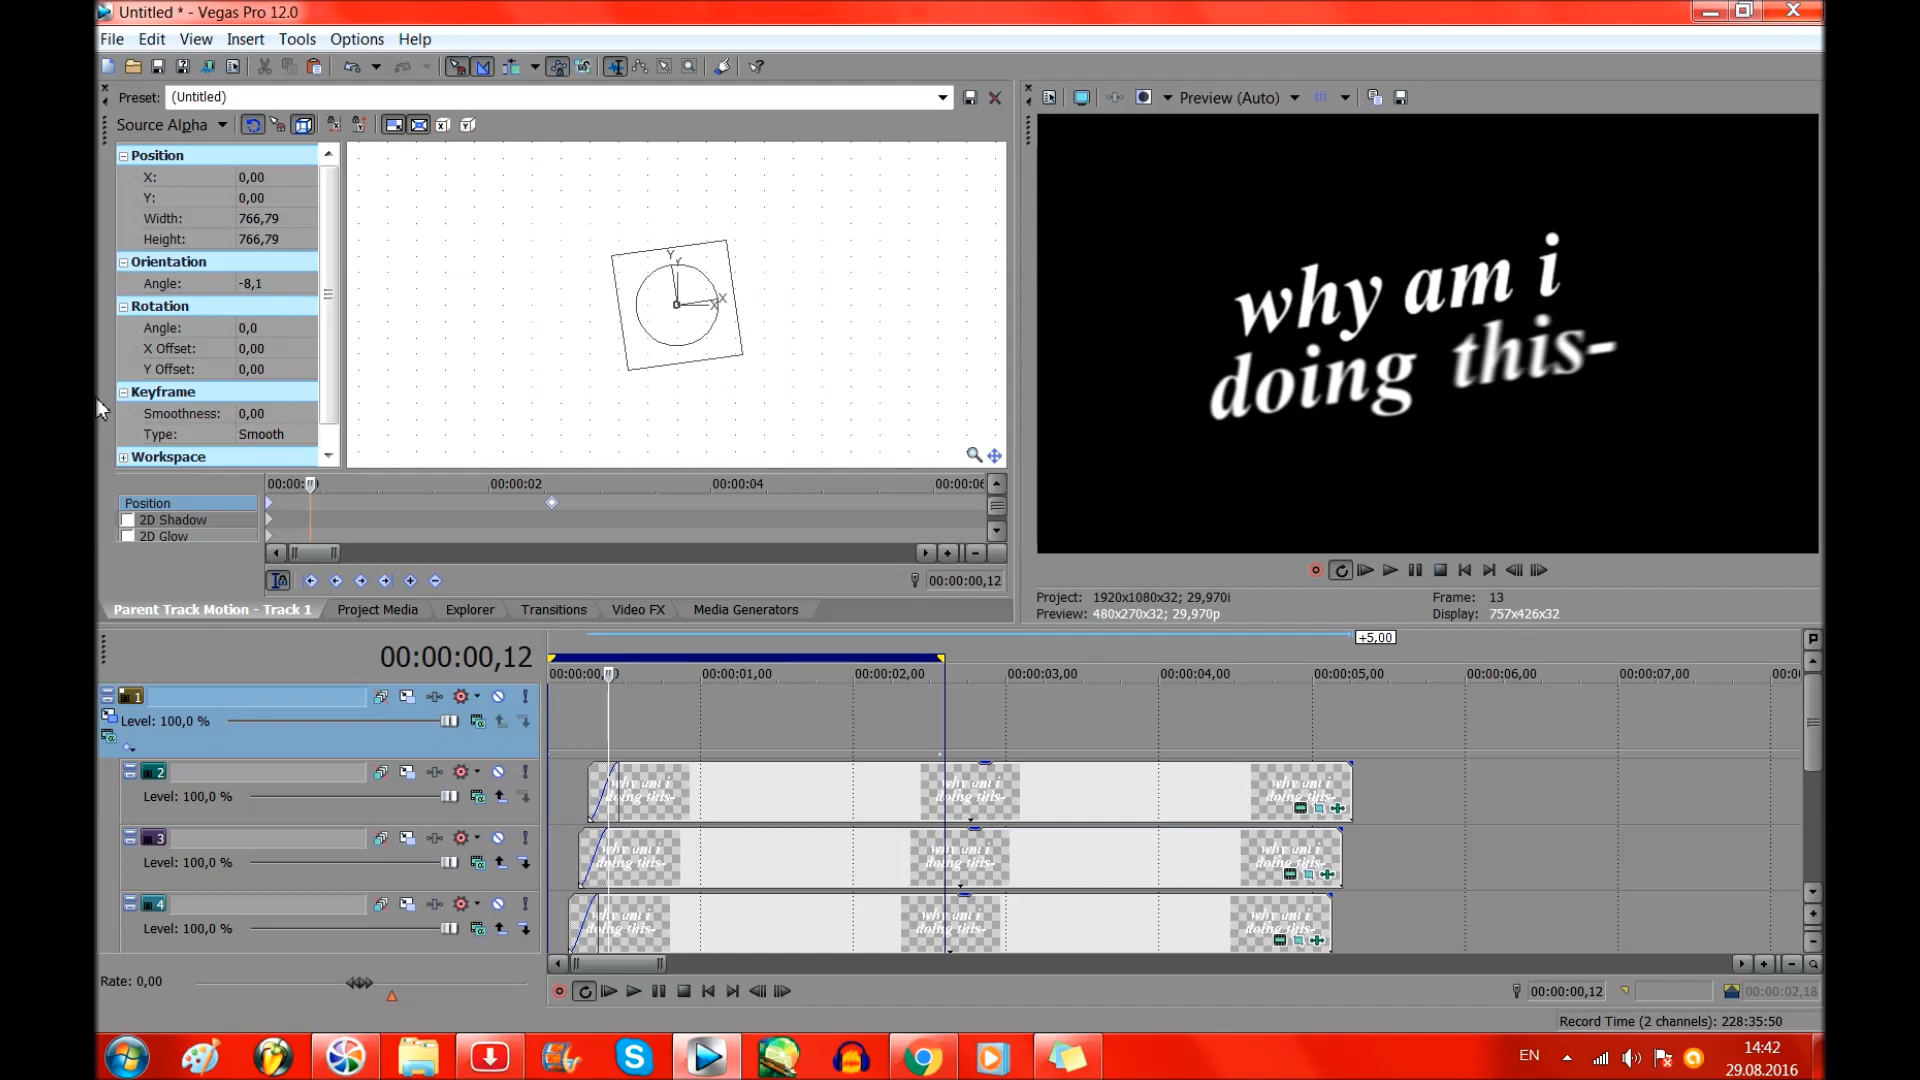 Untitled * - Vegas Pro 12.0
File Edit View Insert Tools Options Help
Preset: (Untitled)
Preview (Auto)
Source Alpha
Position
X: 0,00
Y: 0,00
Width: 766,79
Height: 766,79
Orientation
Angle: -8,1
Rotation
Angle: 0,0
X Offset: 0,00
Y Offset: 0,00
Keyframe
Smoothness: 0,00
Type: Smooth
Workspace
Y
Y
X
X
why am i
doing this-
00:00:0 00:00:02 00:00:04 00:00:06
Position
2D Shadow
2D Glow
00:00:00,12
Parent Track Motion - Track 1 Project Media Explorer Transitions Video FX Media Generators
Project: 1920x1080x32; 29,970i
Preview: 480x270x32; 29,970p
Frame: 13
Display: 757x426x32
+5,00
00:00:00,12
00:00:00 00:00:01,00 00:00:02,00 00:00:03,00 00:00:04,00 00:00:05,00 00:00:06,00 00:00:07,00 00:0
1
Level: 100,0 %
2
Level: 100,0 %
why am i
doing this-
why am i
doing this-
why am i
doing this-
3
Level: 100,0 %
why am i
doing this-
why am i
doing this-
why am i
doing this-
4
Level: 100,0 %
why am i
doing this-
why am i
doing this-
why am i
doing this-
Rate: 0,00
00:00:00,12 00:00:02,18
Record Time (2 channels): 228:35:50
EN 14:42
29.08.2016